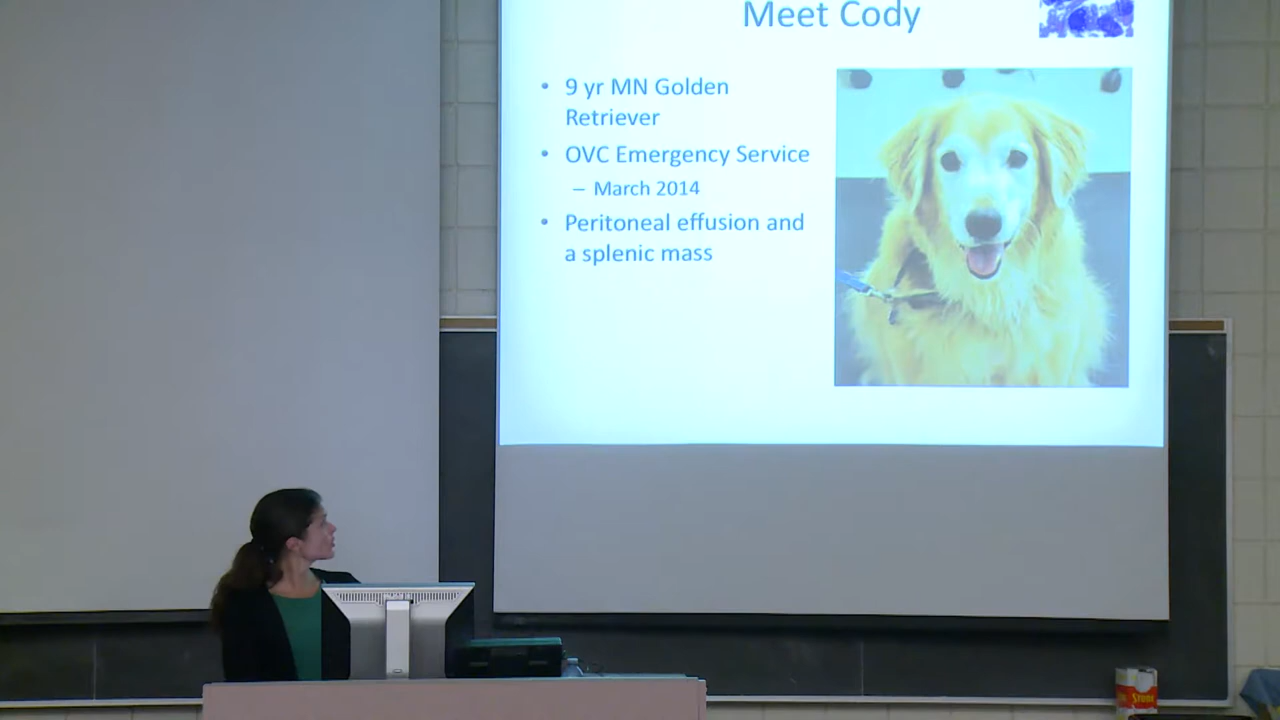 Meet Cody
• 9 yr MN Golden
Retriever
• OVC Emergency Service
– March 2014
• Peritoneal effusion and
a splenic mass